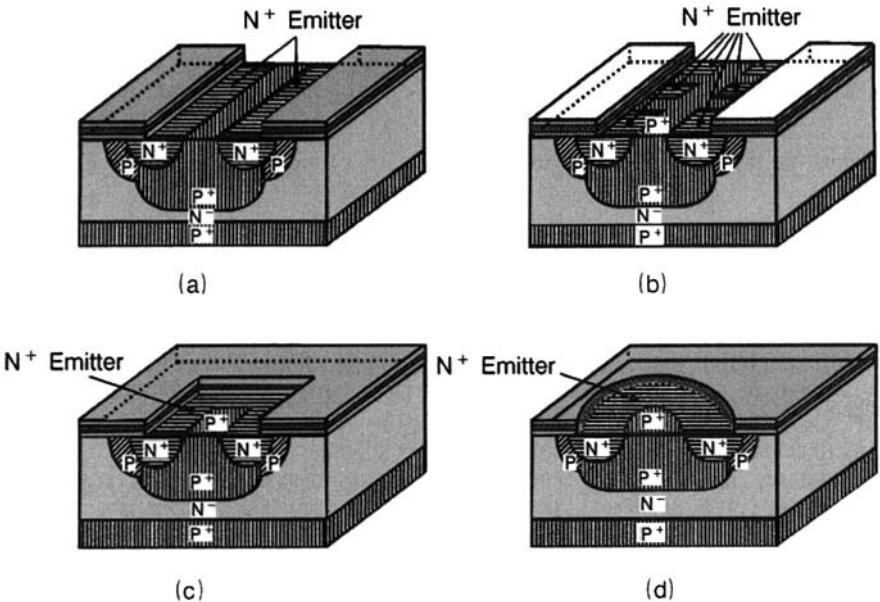 N+ Emitter
N+ Emitter
P+
N+ N+
P P
P+
N−
P+
N+ N+
P P
P+
N−
P+
(a)
(b)
N+ Emitter
N+ Emitter
P+
N+ N+
P P
P+
N−
P+
P+
N+ N+
P P
P+
N−
P+
(c)
(d)